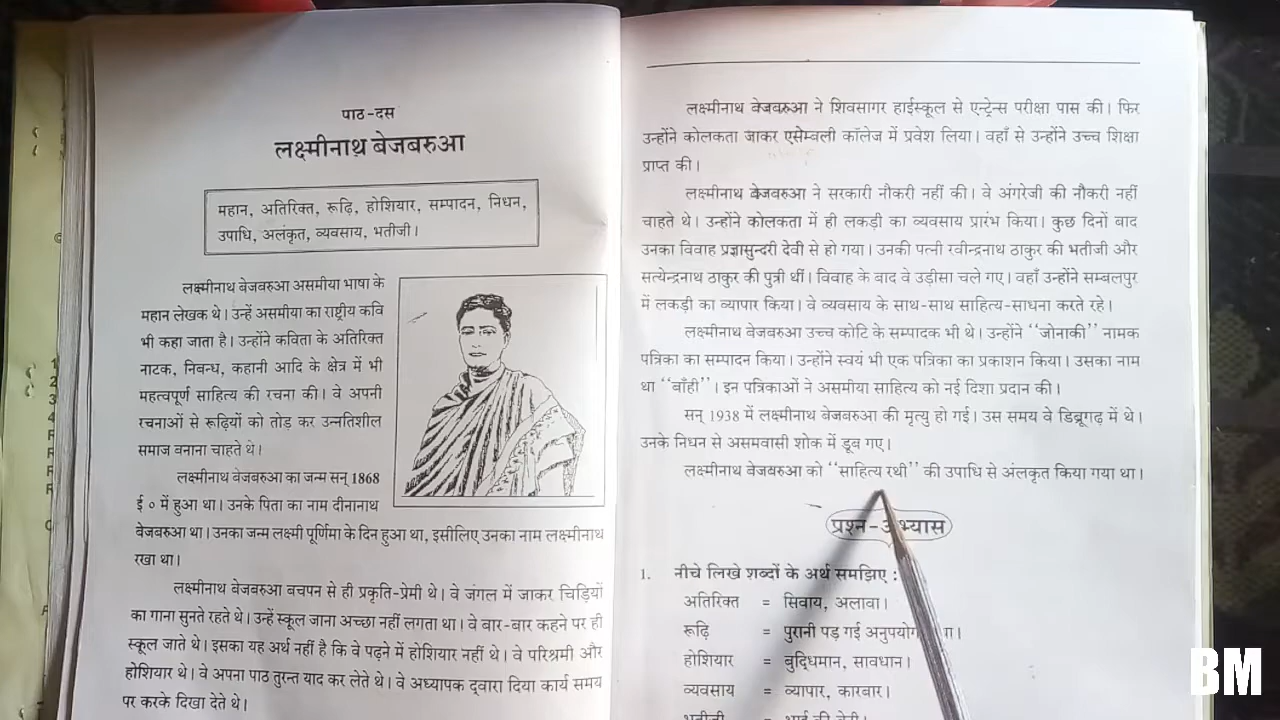 पाठ-दस
लक्ष्मीनाथ बेजबरुआ
महान, अतिरिक्त, रूढ़ि, होशियार, सम्पादन, निधन,
उपाधि, अलंकृत, व्यवसाय, भतीजी।
लक्ष्मीनाथ बेजबरुआ असमीया भाषा के
महान लेखक थे। उन्हें असमीया का राष्ट्रीय कवि
भी कहा जाता है। उन्होंने कविता के अतिरिक्त
नाटक, निबन्ध, कहानी आदि के क्षेत्र में भी
महत्वपूर्ण साहित्य की रचना की। वे अपनी
रचनाओं से रूढ़ियों को तोड़ कर उन्नतिशील
समाज बनाना चाहते थे।
लक्ष्मीनाथ बेजबरुआ का जन्म सन् 1868
ई ० में हुआ था। उनके पिता का नाम दीनानाथ
बेजबरुआ था। उनका जन्म लक्ष्मी पूर्णिमा के दिन हुआ था, इसीलिए उनका नाम लक्ष्मीनाथ
रखा था।
लक्ष्मीनाथ बेजबरुआ बचपन से ही प्रकृति-प्रेमी थे। वे जंगल में जाकर चिड़ियों
का गाना सुनते रहते थे। उन्हें स्कूल जाना अच्छा नहीं लगता था। वे बार-बार कहने पर ही
स्कूल जाते थे। इसका यह अर्थ नहीं है कि वे पढ़ने में होशियार नहीं थे। वे परिश्रमी और
होशियार थे। वे अपना पाठ तुरन्त याद कर लेते थे। वे अध्यापक द्वारा दिया कार्य समय
पर करके दिखा देते थे।
लक्ष्मीनाथ बेजबरुआ ने शिवसागर हाईस्कूल से एन्ट्रेन्स परीक्षा पास की। फिर
उन्होंने कोलकता जाकर एसेम्बली कॉलेज में प्रवेश लिया। वहाँ से उन्होंने उच्च शिक्षा
प्राप्त की।
लक्ष्मीनाथ बेजबरुआ ने सरकारी नौकरी नहीं की। वे अंगरेजी की नौकरी नहीं
चाहते थे। उन्होंने कोलकता में ही लकड़ी का व्यवसाय प्रारंभ किया। कुछ दिनों बाद
उनका विवाह प्रज्ञासुन्दरी देवी से हो गया। उनकी पत्नी रवीन्द्रनाथ ठाकुर की भतीजी और
सत्येन्द्रनाथ ठाकुर की पुत्री थीं। विवाह के बाद वे उड़ीसा चले गए। वहाँ उन्होंने सम्बलपुर
में लकड़ी का व्यापार किया। वे व्यवसाय के साथ-साथ साहित्य-साधना करते रहे।
लक्ष्मीनाथ बेजबरुआ उच्च कोटि के सम्पादक भी थे। उन्होंने "जोनाकी" नामक
पत्रिका का सम्पादन किया। उन्होंने स्वयं भी एक पत्रिका का प्रकाशन किया। उसका नाम
था "बाँही"। इन पत्रिकाओं ने असमीया साहित्य को नई दिशा प्रदान की।
सन् 1938 में लक्ष्मीनाथ बेजबरुआ की मृत्यु हो गई। उस समय वे डिब्रूगढ़ में थे।
उनके निधन से असमवासी शोक में डूब गए।
लक्ष्मीनाथ बेजबरुआ को "साहित्य रथी" की उपाधि से अंलकृत किया गया था।
प्रश्न-अभ्यास
1. नीचे लिखे शब्दों के अर्थ समझिए :
अतिरिक्त = सिवाय, अलावा।
रूढ़ि = पुरानी पड़ गई
होशियार = बुद्धिमान, सावधान।
व्यवसाय = व्यापार, कारबार।
BM